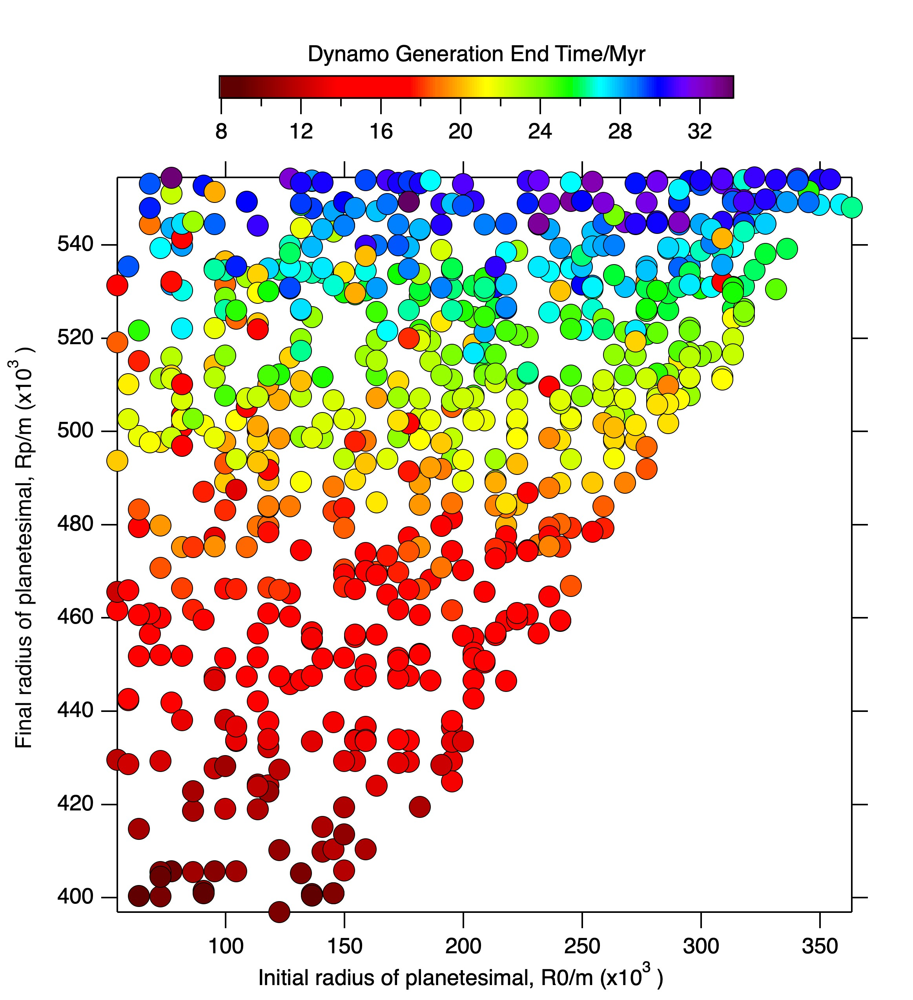 Dynamo Generation End Time/Myr
8 12 16 20 24 28 32
Final radius of planetesimal, Rp/m (x10³ )
540
520
500
480
460
440
420
400
100 150 200 250 300 350
Initial radius of planetesimal, R0/m (x10³ )